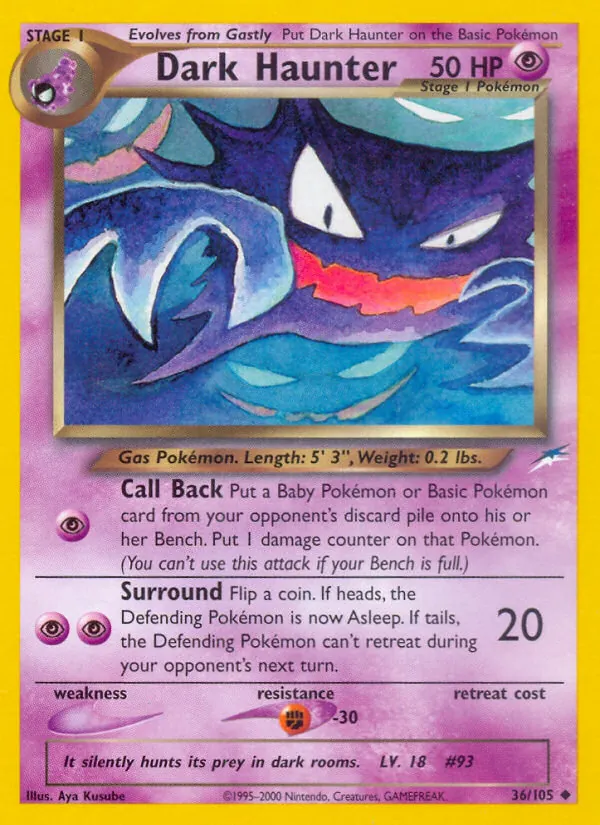 STAGE 1 Evolves from Gastly Put Dark Haunter on the Basic Pokémon
Dark Haunter 50 HP
Stage 1 Pokémon
Gas Pokémon. Length: 5' 3", Weight: 0.2 lbs.
Call Back Put a Baby Pokémon or Basic Pokémon
card from your opponent's discard pile onto his or
her Bench. Put 1 damage counter on that Pokémon.
(You can't use this attack if your Bench is full.)
Surround Flip a coin. If heads, the
Defending Pokémon is now Asleep. If tails,
the Defending Pokémon can't retreat during
your opponent's next turn.
20
weakness resistance retreat cost
-30
It silently hunts its prey in dark rooms. LV. 18 #93
Illus. Aya Kusube ©1995-2000 Nintendo, Creatures, GAMEFREAK. 36/105